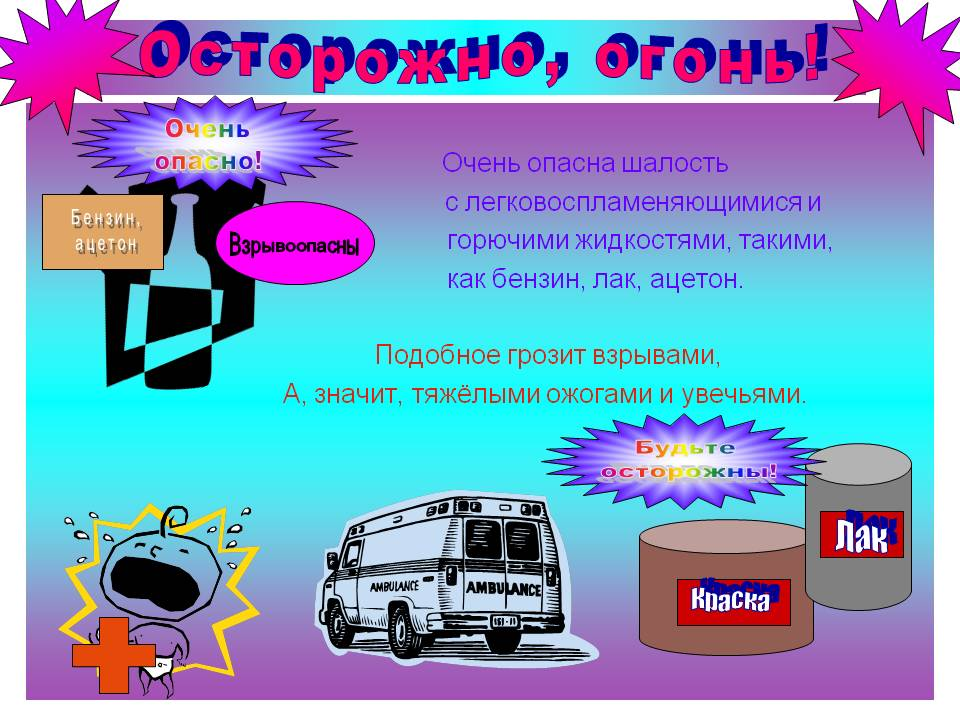 Осторожно, огонь!
Очень
опасно!
Бензин,
ацетон
Взрывоопасны
Очень опасна шалость
с легковоспламеняющимися и
горючими жидкостями, такими,
как бензин, лак, ацетон.
Подобное грозит взрывами,
А, значит, тяжёлыми ожогами и увечьями.
Будьте
осторожны!
Лак
Краска
AMBULANCE
AMBULANCE